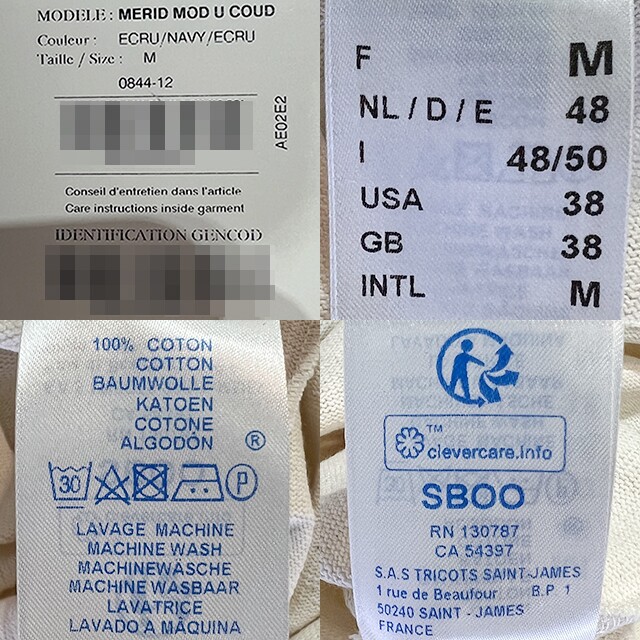 MODELE : MERID MOD U COUD
Couleur : ECRU/NAVY/ECRU
Taille / Size : M
0844-12
AE02E2
Conseil d'entretien dans l'article
Care instructions inside garment
IDENTIFICATION GENCOD
F M
NL / D / E 48
I 48/50
USA 38
GB 38
INTL M
100% COTON
COTTON
BAUMWOLLE
KATOEN
COTONE
ALGODÓN ®
30 P
LAVAGE MACHINE
MACHINE WASH
MACHINEWÄSCHE
MACHINE WASBAAR
LAVATRICE
LAVADO A MÁQUINA
TM
clevercare.info
SBOO
RN 130787
CA 54397
S.A.S TRICOTS SAINT-JAMES
1 rue de Beaufour B.P. 1
50240 SAINT - JAMES
FRANCE